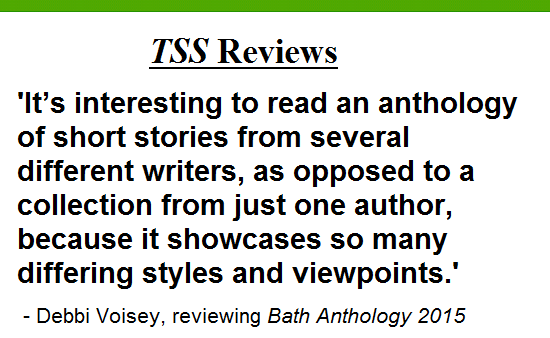 TSS Reviews
'It’s interesting to read an anthology
of short stories from several
different writers, as opposed to a
collection from just one author,
because it showcases so many
differing styles and viewpoints.'
- Debbi Voisey, reviewing Bath Anthology 2015